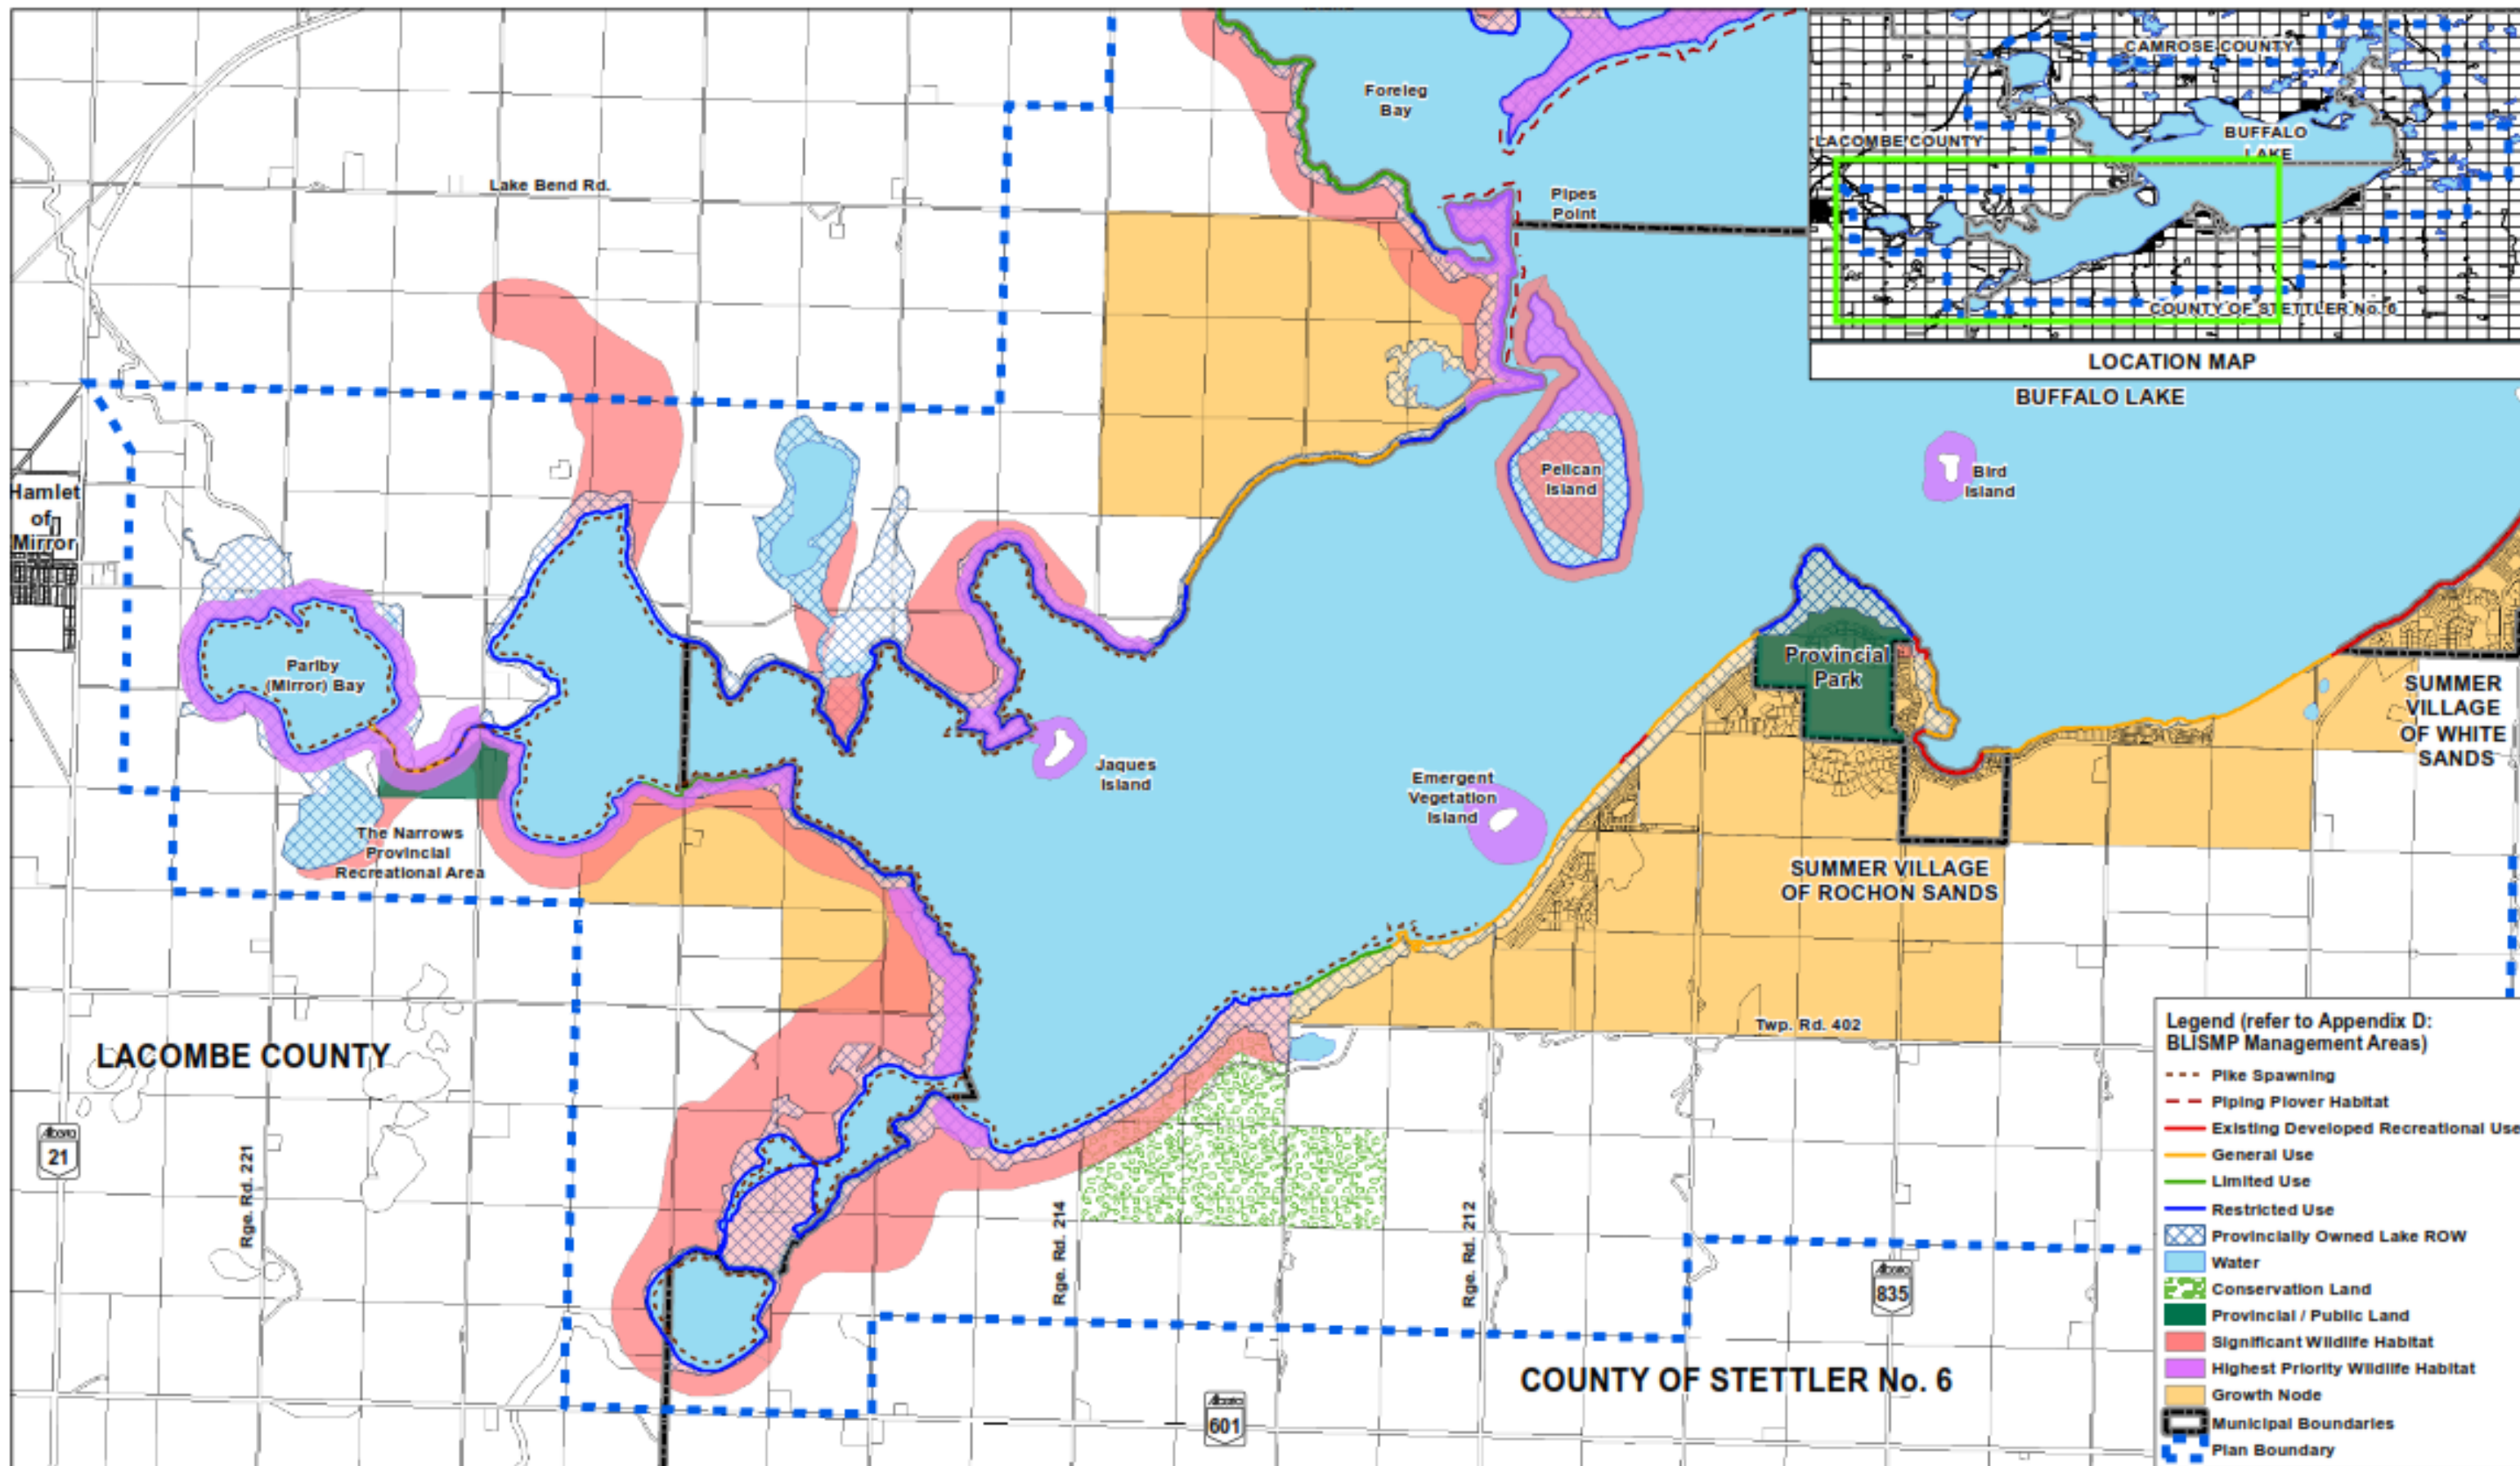 Foreleg
Bay
Lake Bend Rd.
Pipes
Point
CAMROSE COUNTY
LACOMBE COUNTY
BUFFALO
LAKE
COUNTY OF STETTLER No. 6
LOCATION MAP
BUFFALO LAKE
Hamlet
of
Mirror
Pelican
Island
Bird
Island
Parlby
(Mirror) Bay
Provincial
Park
Jaques
Island
Emergent
Vegetation
Island
SUMMER
VILLAGE
OF WHITE
SANDS
The Narrows
Provincial
Recreational Area
SUMMER VILLAGE
OF ROCHON SANDS
Twp. Rd. 402
LACOMBE COUNTY
Alberta
21
Rge. Rd. 221
Rge. Rd. 214
Rge. Rd. 212
Alberta
835
COUNTY OF STETTLER No. 6
Alberta
601
Legend (refer to Appendix D:
BLISMP Management Areas)
Pike Spawning
Piping Plover Habitat
Existing Developed Recreational Use
General Use
Limited Use
Restricted Use
Provincially Owned Lake ROW
Water
Conservation Land
Provincial / Public Land
Significant Wildlife Habitat
Highest Priority Wildlife Habitat
Growth Node
Municipal Boundaries
Plan Boundary